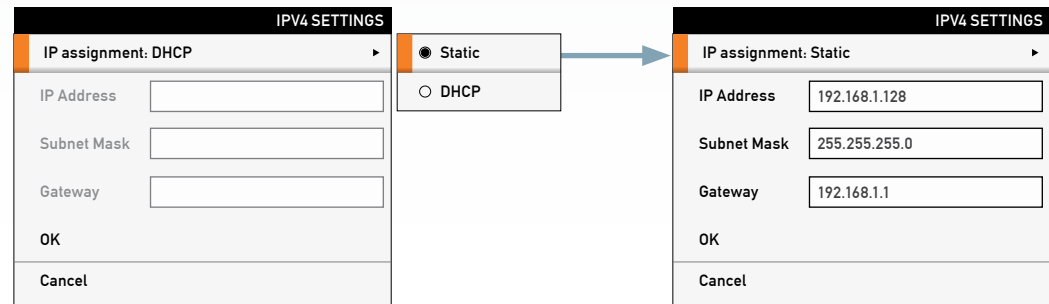 IPV4 SETTINGS
IP assignment: DHCP
IP Address
Subnet Mask
Gateway
OK
Cancel
Static
DHCP
IPV4 SETTINGS
IP assignment: Static
IP Address 192.168.1.128
Subnet Mask 255.255.255.0
Gateway 192.168.1.1
OK
Cancel